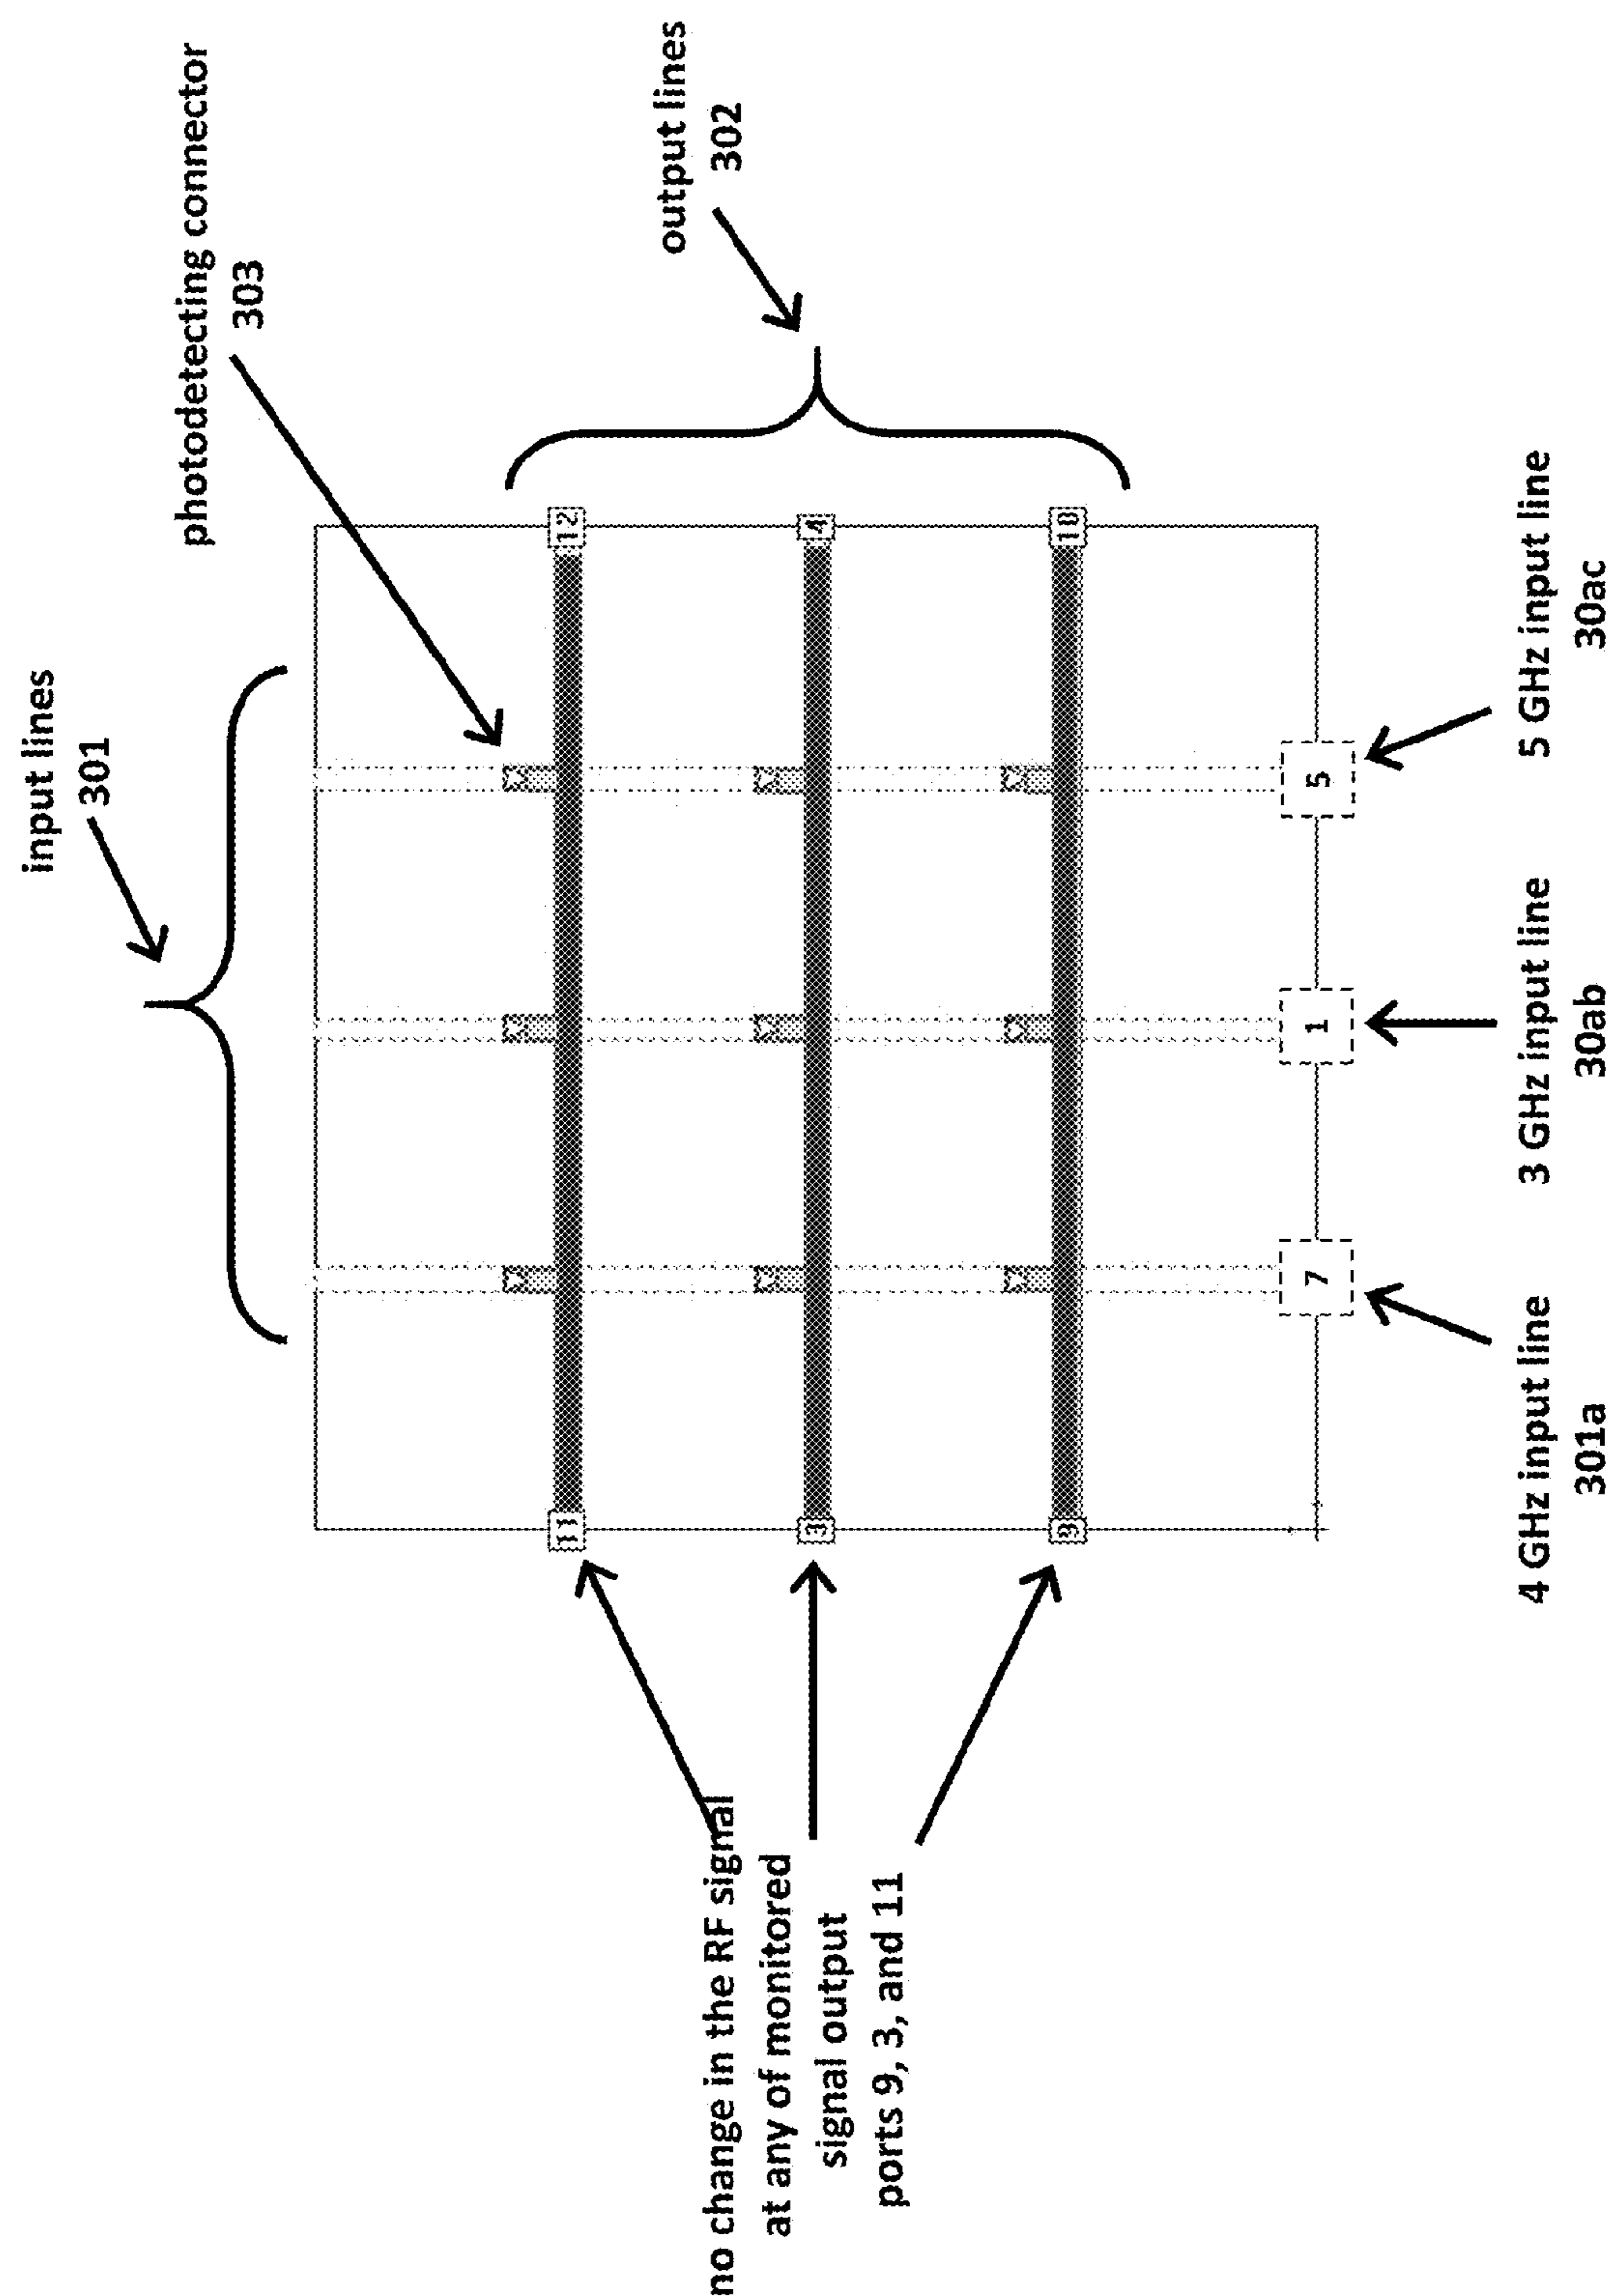 input lines
301
photodetecting connector
303
output lines
302
11
12
3
4
9
10
7
1
5
no change in the RF signal
at any of monitored
signal output
ports 9, 3, and 11
4 GHz input line
301a
3 GHz input line
30ab
5 GHz input line
30ac